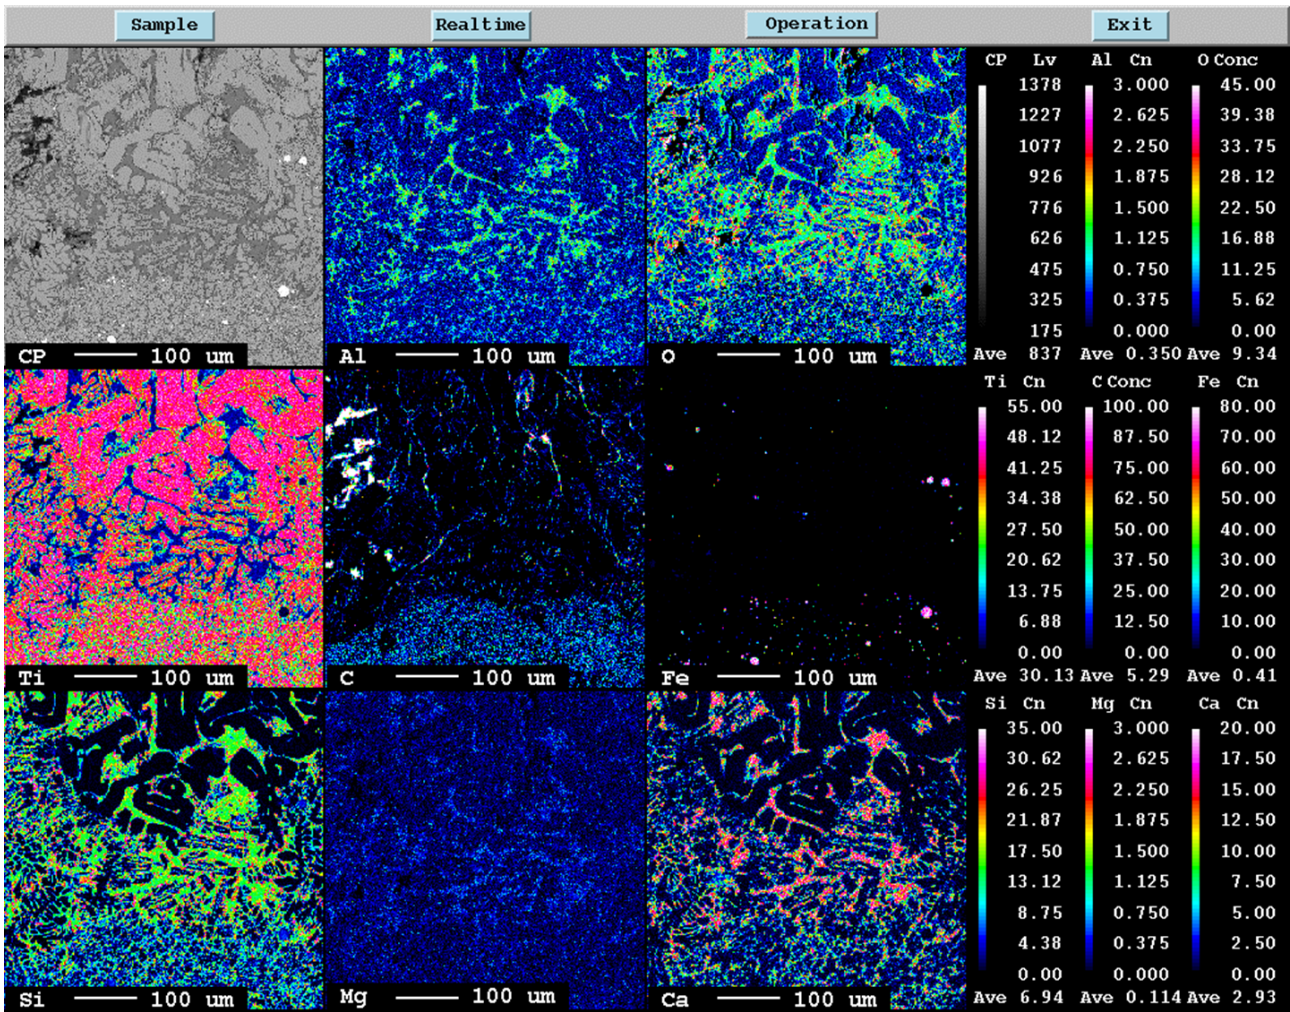 Sample Realtime Operation Exit
CP Lv Al Cn O Conc
1378 3.000 45.00
1227 2.625 39.38
1077 2.250 33.75
926 1.875 28.12
776 1.500 22.50
626 1.125 16.88
475 0.750 11.25
325 0.375 5.62
175 0.000 0.00
Ave 837 Ave 0.350 Ave 9.34
CP 100 um Al 100 um O 100 um
Ti Cn C Conc Fe Cn
55.00 100.00 80.00
48.12 87.50 70.00
41.25 75.00 60.00
34.38 62.50 50.00
27.50 50.00 40.00
20.62 37.50 30.00
13.75 25.00 20.00
6.88 12.50 10.00
0.00 0.00 0.00
Ave 30.13 Ave 5.29 Ave 0.41
Ti 100 um C 100 um Fe 100 um
Si Cn Mg Cn Ca Cn
35.00 3.000 20.00
30.62 2.625 17.50
26.25 2.250 15.00
21.87 1.875 12.50
17.50 1.500 10.00
13.12 1.125 7.50
8.75 0.750 5.00
4.38 0.375 2.50
0.00 0.000 0.00
Ave 6.94 Ave 0.114 Ave 2.93
Si 100 um Mg 100 um Ca 100 um